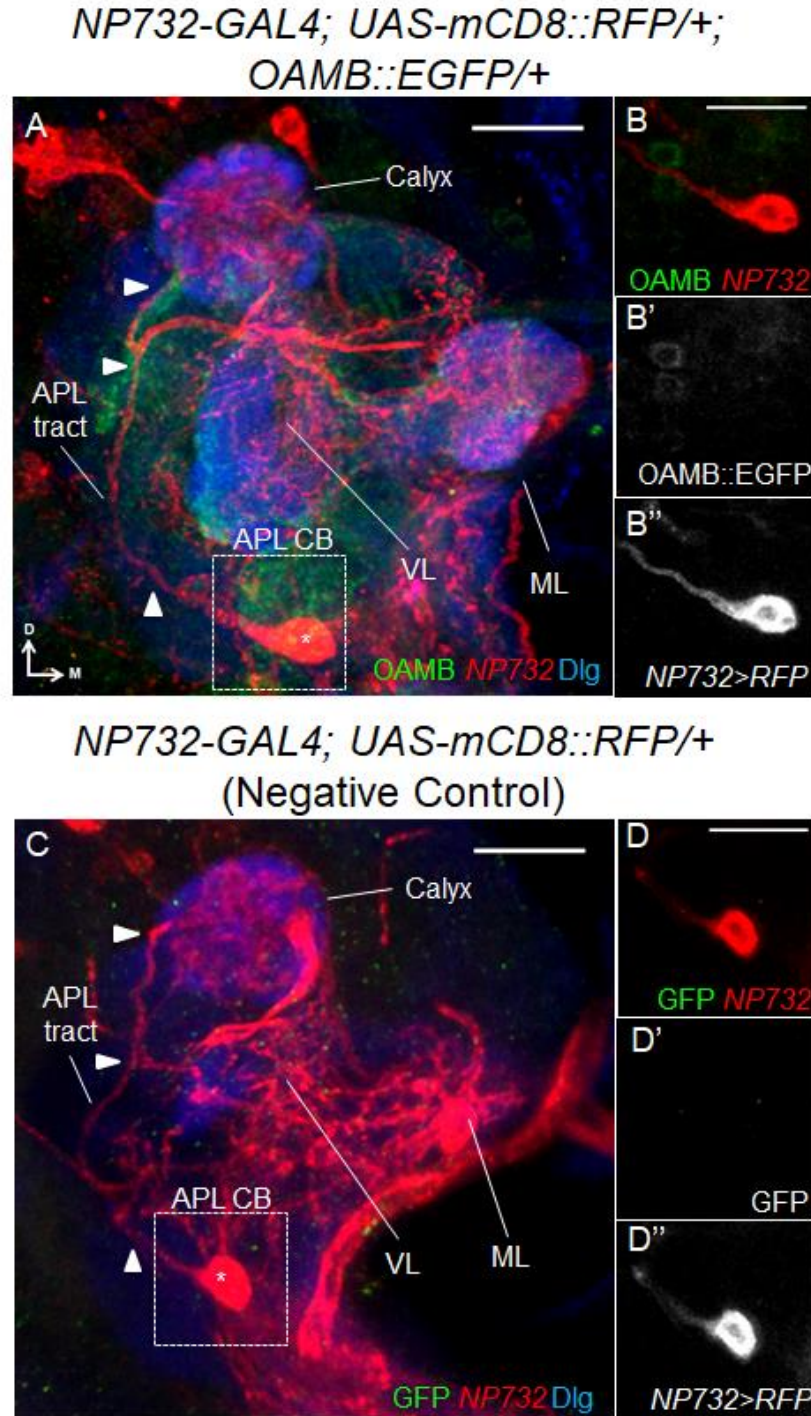 NP732-GAL4; UAS-mCD8::RFP/+;
OAMB::EGFP/+
A
Calyx
APL
tract
APL CB
VL
ML
*
D
M
OAMB NP732 Dlg
B
OAMB NP732
B'
OAMB::EGFP
B''
NP732>RFP
NP732-GAL4; UAS-mCD8::RFP/+
(Negative Control)
C
Calyx
APL
tract
APL CB
VL
ML
*
GFP NP732 Dlg
D
GFP NP732
D'
GFP
D''
NP732>RFP